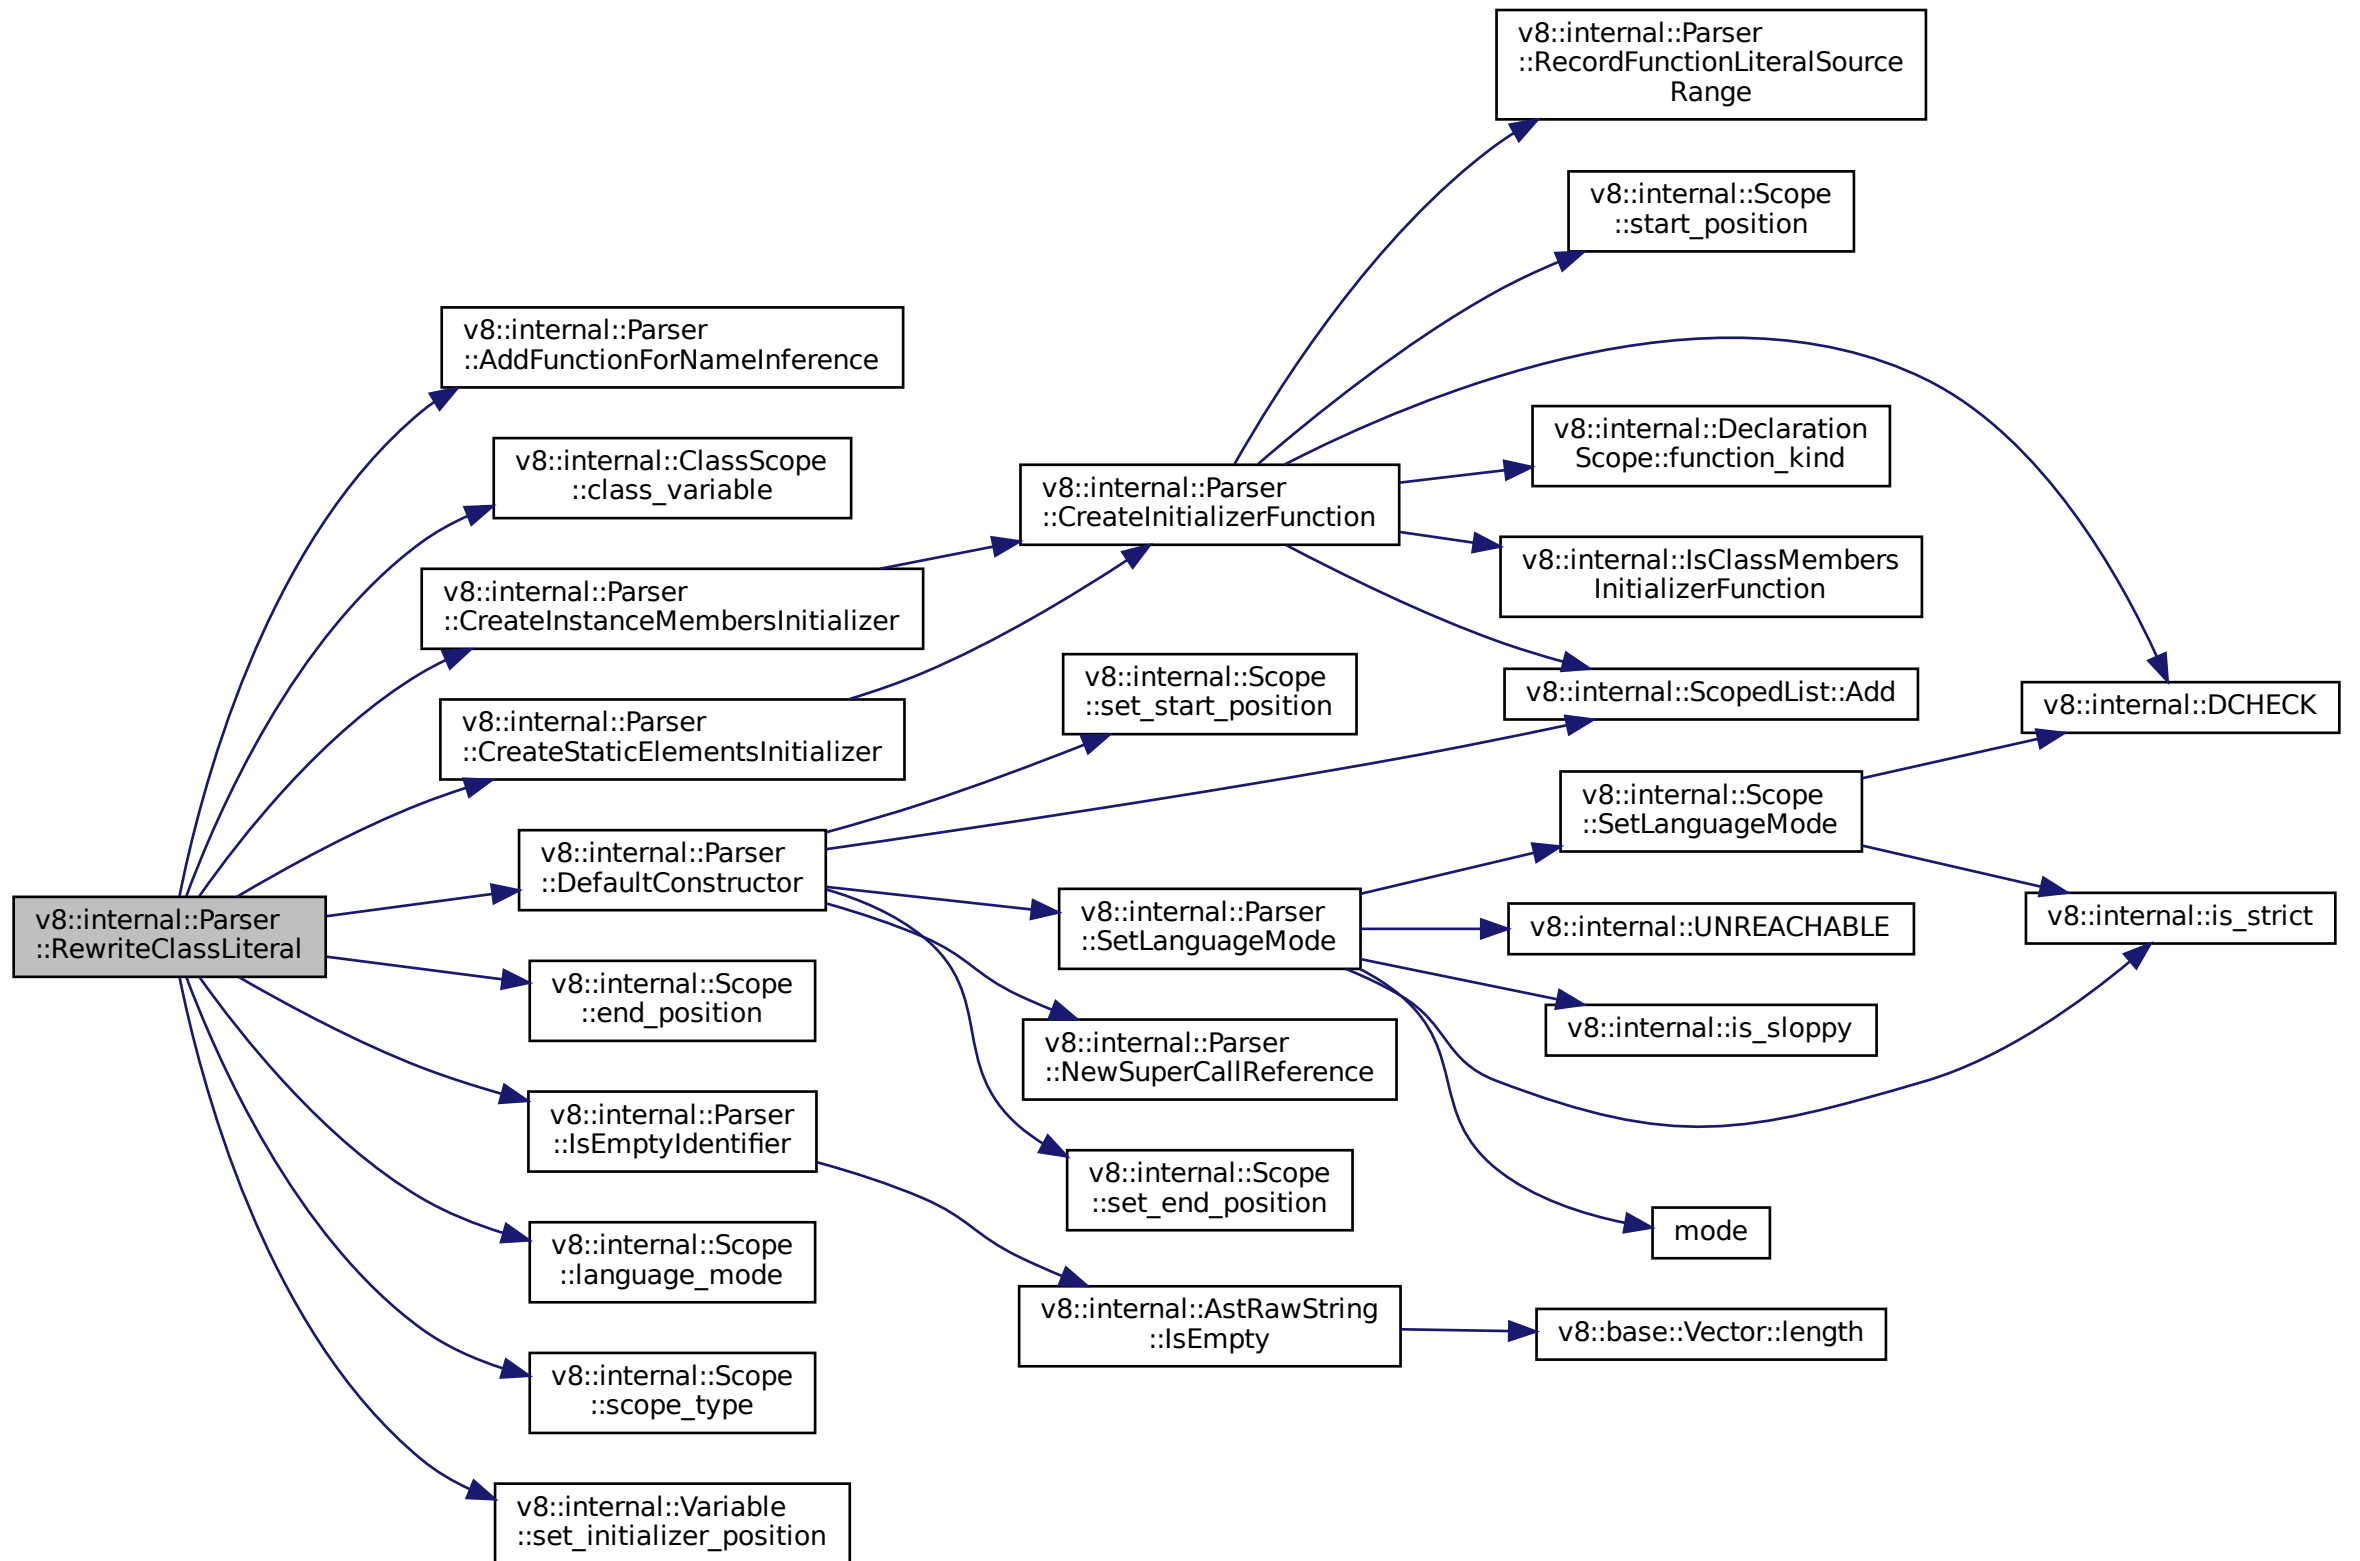 v8::internal::Parser
::RewriteClassLiteral
v8::internal::Parser
::AddFunctionForNameInference
v8::internal::ClassScope
::class_variable
v8::internal::Parser
::CreateInstanceMembersInitializer
v8::internal::Parser
::CreateStaticElementsInitializer
v8::internal::Parser
::DefaultConstructor
v8::internal::Scope
::end_position
v8::internal::Parser
::IsEmptyIdentifier
v8::internal::Scope
::language_mode
v8::internal::Scope
::scope_type
v8::internal::Variable
::set_initializer_position
v8::internal::Parser
::CreateInitializerFunction
v8::internal::Scope
::set_start_position
v8::internal::Parser
::SetLanguageMode
v8::internal::Parser
::NewSuperCallReference
v8::internal::Scope
::set_end_position
v8::internal::AstRawString
::IsEmpty
v8::internal::Parser
::RecordFunctionLiteralSource
Range
v8::internal::Scope
::start_position
v8::internal::Declaration
Scope::function_kind
v8::internal::IsClassMembers
InitializerFunction
v8::internal::ScopedList::Add
v8::internal::Scope
::SetLanguageMode
v8::internal::UNREACHABLE
v8::internal::is_sloppy
mode
v8::base::Vector::length
v8::internal::DCHECK
v8::internal::is_strict